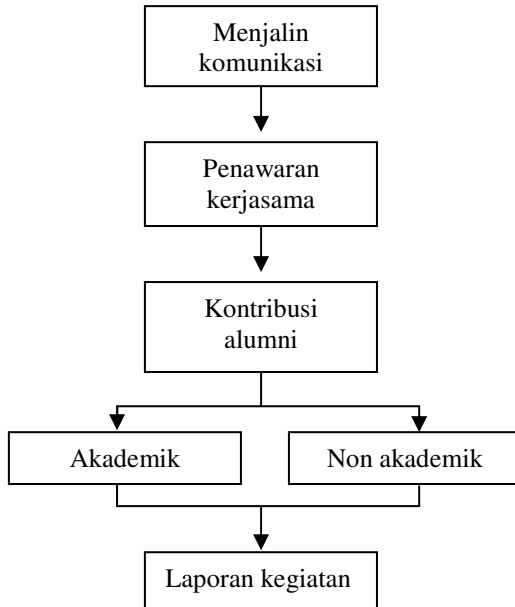 Menjalin
komunikasi
Penawaran
kerjasama
Kontribusi
alumni
Akademik
Non akademik
Laporan kegiatan